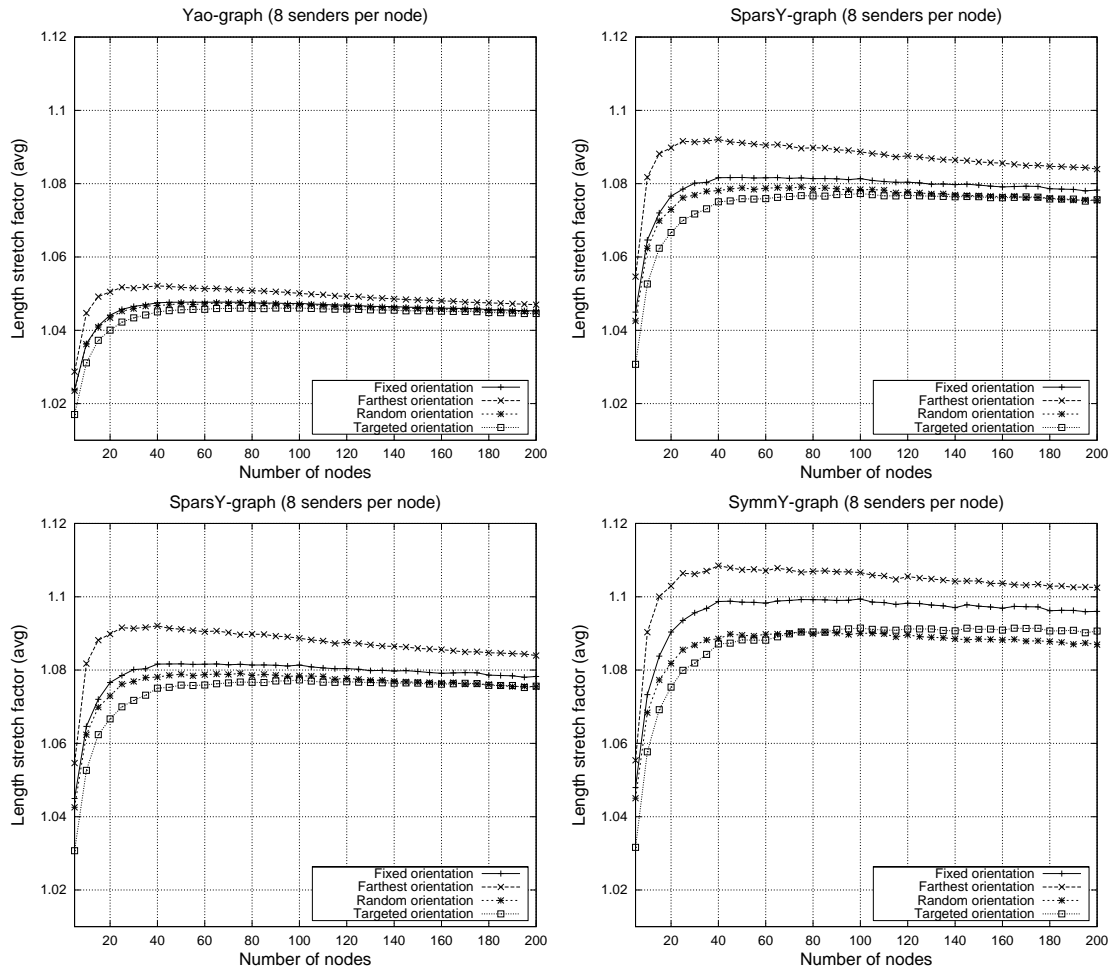 Yao-graph (8 senders per node)
1.12
1.1
1.08
1.06
1.04
1.02
Length stretch factor (avg)
Fixed orientation
Farthest orientation
Random orientation
Targeted orientation
20 40 60 80 100 120 140 160 180 200
Number of nodes
SparsY-graph (8 senders per node)
1.12
1.1
1.08
1.06
1.04
1.02
Length stretch factor (avg)
Fixed orientation
Farthest orientation
Random orientation
Targeted orientation
20 40 60 80 100 120 140 160 180 200
Number of nodes
SparsY-graph (8 senders per node)
1.12
1.1
1.08
1.06
1.04
1.02
Length stretch factor (avg)
Fixed orientation
Farthest orientation
Random orientation
Targeted orientation
20 40 60 80 100 120 140 160 180 200
Number of nodes
SymmY-graph (8 senders per node)
1.12
1.1
1.08
1.06
1.04
1.02
Length stretch factor (avg)
Fixed orientation
Farthest orientation
Random orientation
Targeted orientation
20 40 60 80 100 120 140 160 180 200
Number of nodes